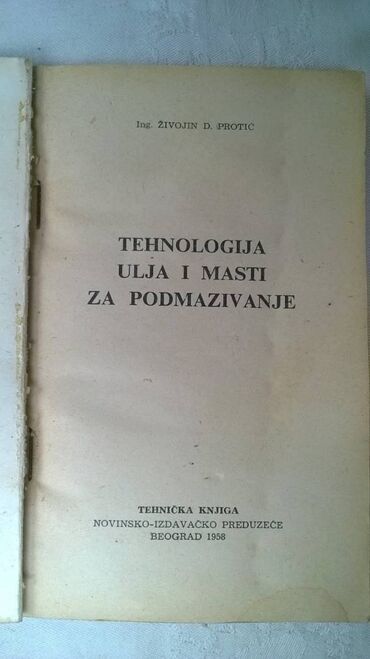 Ing. ŽIVOJIN D. PROTIĆ
TEHNOLOGIJA
ULJA I MASTI
ZA PODMAZIVANJE
TEHNIČKA KNJIGA
NOVINSKO-IZDAVAČKO PREDUZEĆE
BEOGRAD 1958